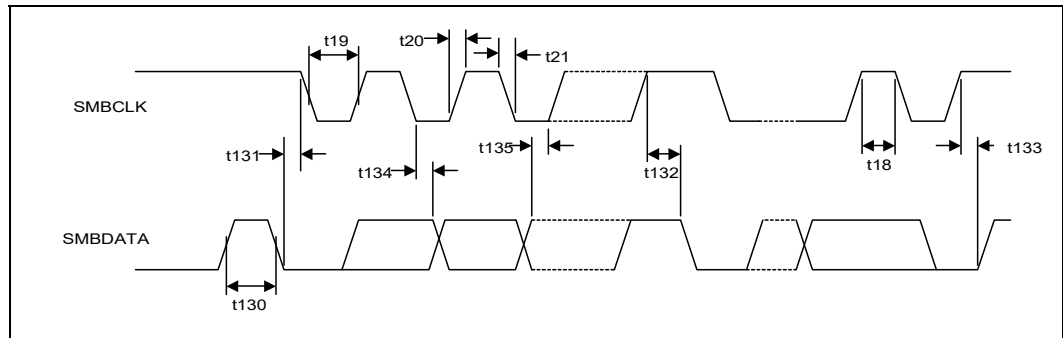 t19
t20
t21
SMBCLK
t131
t134
t135
t132
t18
t133
SMBDATA
t130